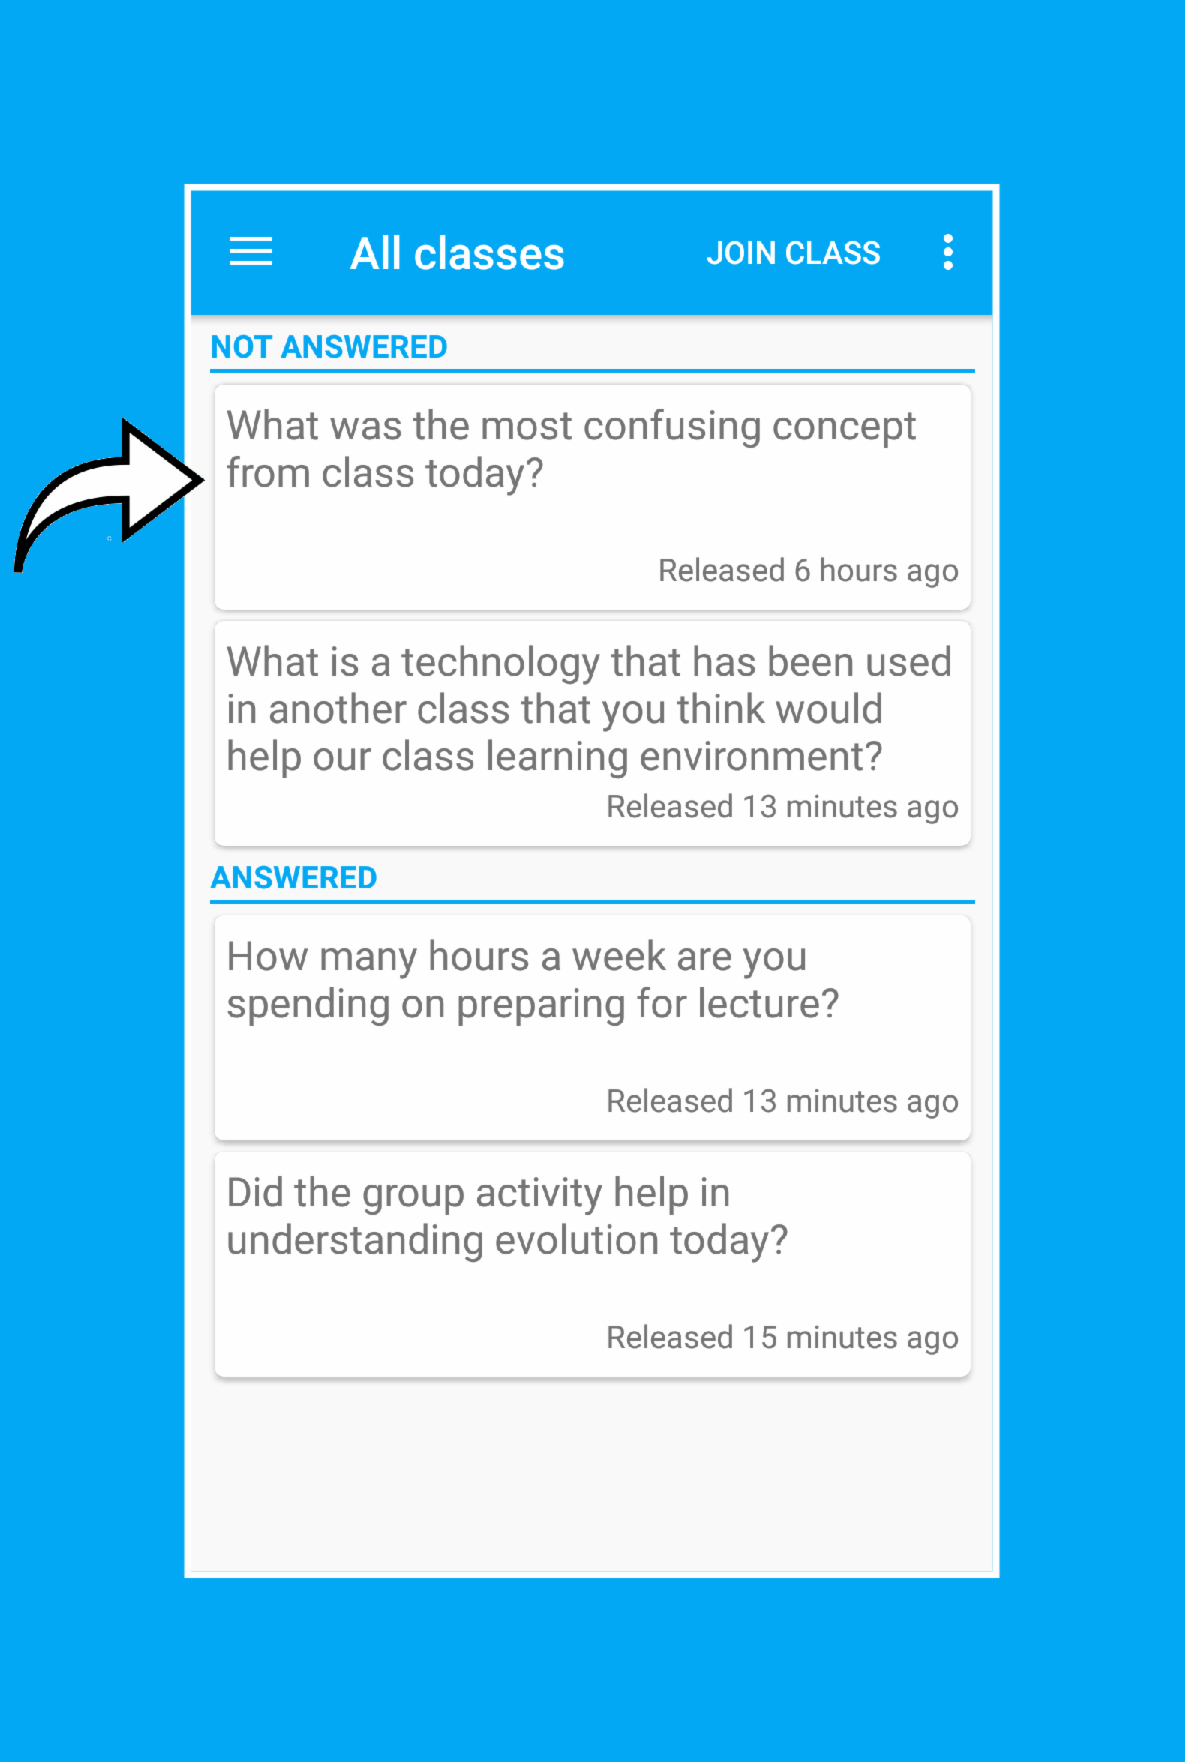 All classes JOIN CLASS
NOT ANSWERED
What was the most confusing concept
from class today?
Released 6 hours ago
What is a technology that has been used
in another class that you think would
help our class learning environment?
Released 13 minutes ago
ANSWERED
How many hours a week are you
spending on preparing for lecture?
Released 13 minutes ago
Did the group activity help in
understanding evolution today?
Released 15 minutes ago